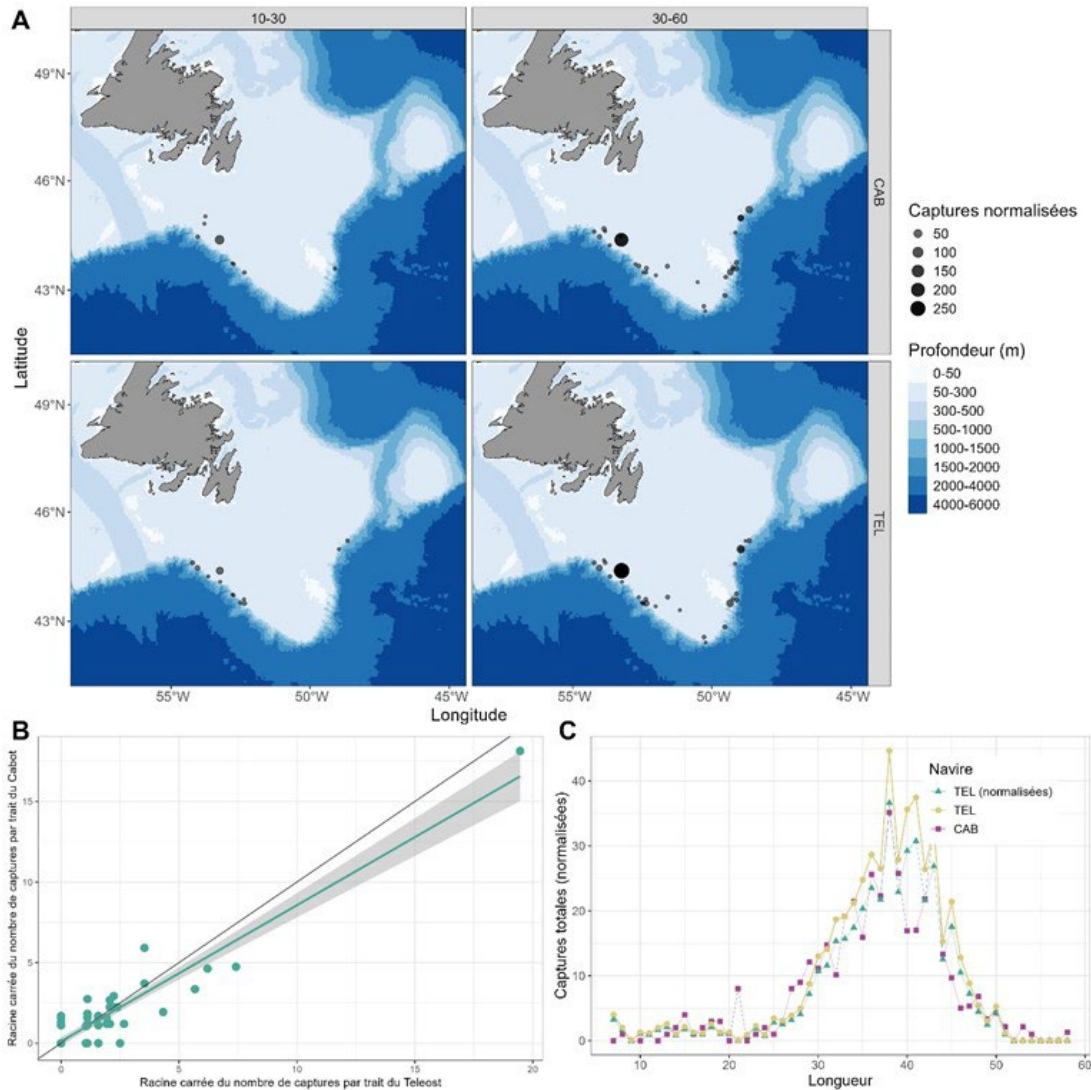 A
10-30
30-60
49°N
46°N
43°N
CAB
49°N
46°N
43°N
TEL
Latitude
55°W
50°W
45°W
55°W
50°W
45°W
Longitude
Captures normalisées
50
100
150
200
250
Profondeur (m)
0-50
50-300
300-500
500-1000
1000-1500
1500-2000
2000-4000
4000-6000
B
Racine carrée du nombre de captures par trait du Cabot
15
10
5
0
0
5
10
15
20
Racine carrée du nombre de captures par trait du Teleost
C
Captures totales (normalisées)
40
30
20
10
0
10
20
30
40
50
60
Longueur
Navire
TEL (normalisées)
TEL
CAB